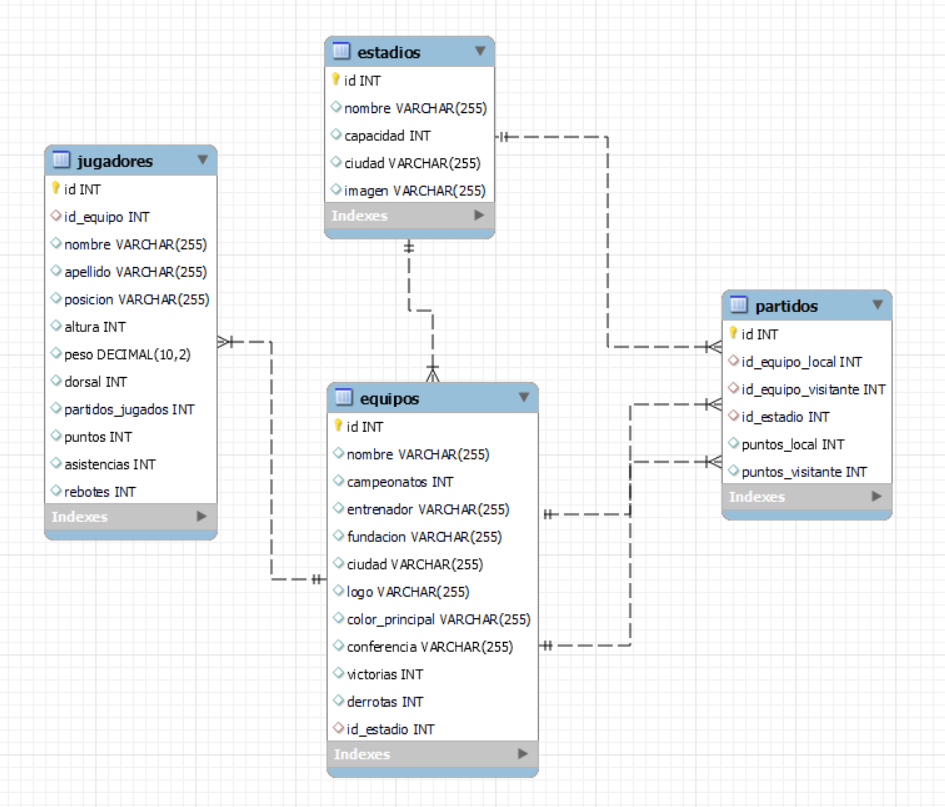 estadios
id INT
nombre VARCHAR(255)
capacidad INT
ciudad VARCHAR(255)
imagen VARCHAR(255)
Indexes
jugadores
id INT
id_equipo INT
nombre VARCHAR(255)
apellido VARCHAR(255)
posicion VARCHAR(255)
altura INT
peso DECIMAL(10,2)
dorsal INT
partidos_jugados INT
puntos INT
asistencias INT
rebotes INT
Indexes
equipos
id INT
nombre VARCHAR(255)
campeonatos INT
entrenador VARCHAR(255)
fundacion VARCHAR(255)
ciudad VARCHAR(255)
logo VARCHAR(255)
color_principal VARCHAR(255)
conferencia VARCHAR(255)
victorias INT
derrotas INT
id_estadio INT
Indexes
partidos
id INT
id_equipo_local INT
id_equipo_visitante INT
id_estadio INT
puntos_local INT
puntos_visitante INT
Indexes